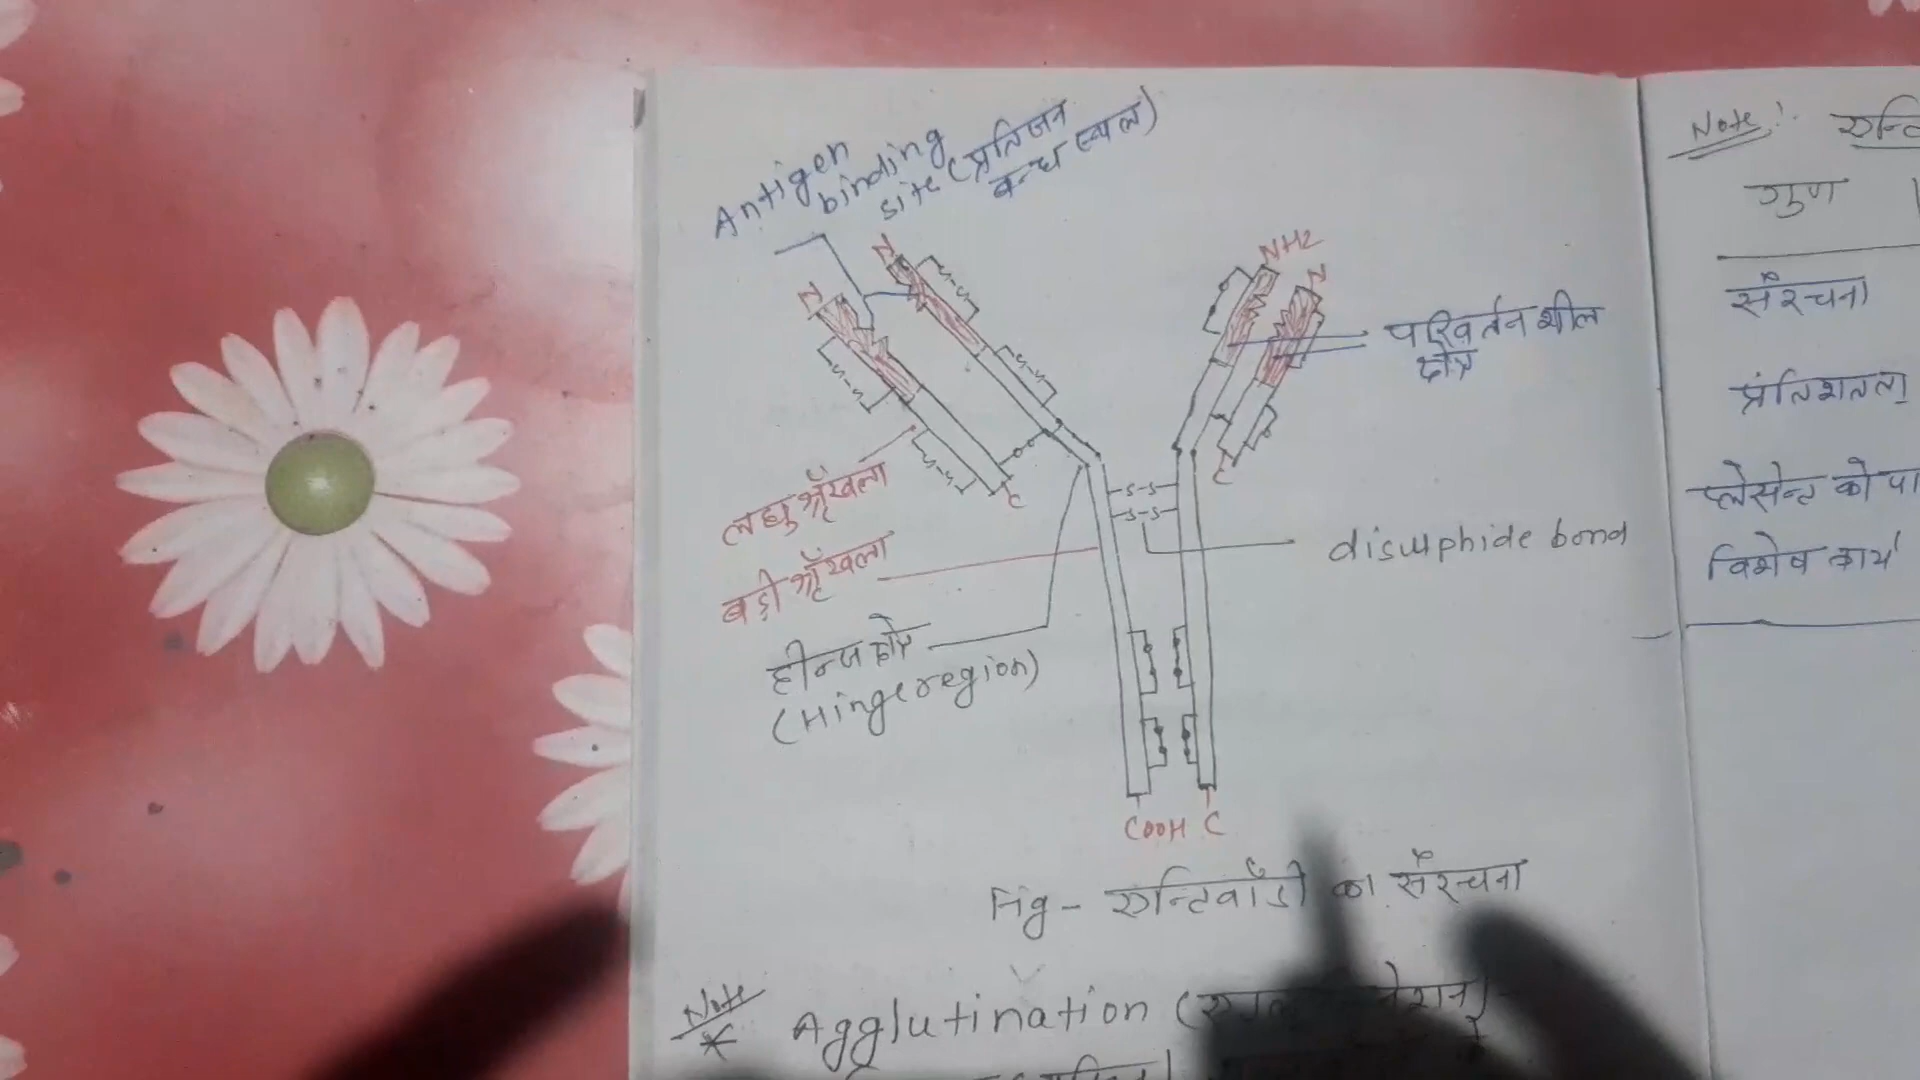 Antigen
binding
site (प्रतिजन
बन्ध स्थल)
N
N
NH2
N
परिवर्तनशील
क्षेत्र
लघु श्रृंखला
C
C
-S-S-
-S-S-
disulphide bond
बड़ी श्रृंखला
हीन्ज क्षेत्र
(Hinge region)
COOH C
Fig - एन्टिबॉडी का संरचना
Note
* Agglutination
Note!
गुण
संरचना
प्रतिशतता
प्लेसेन्टा को पा
विशेष कार्य